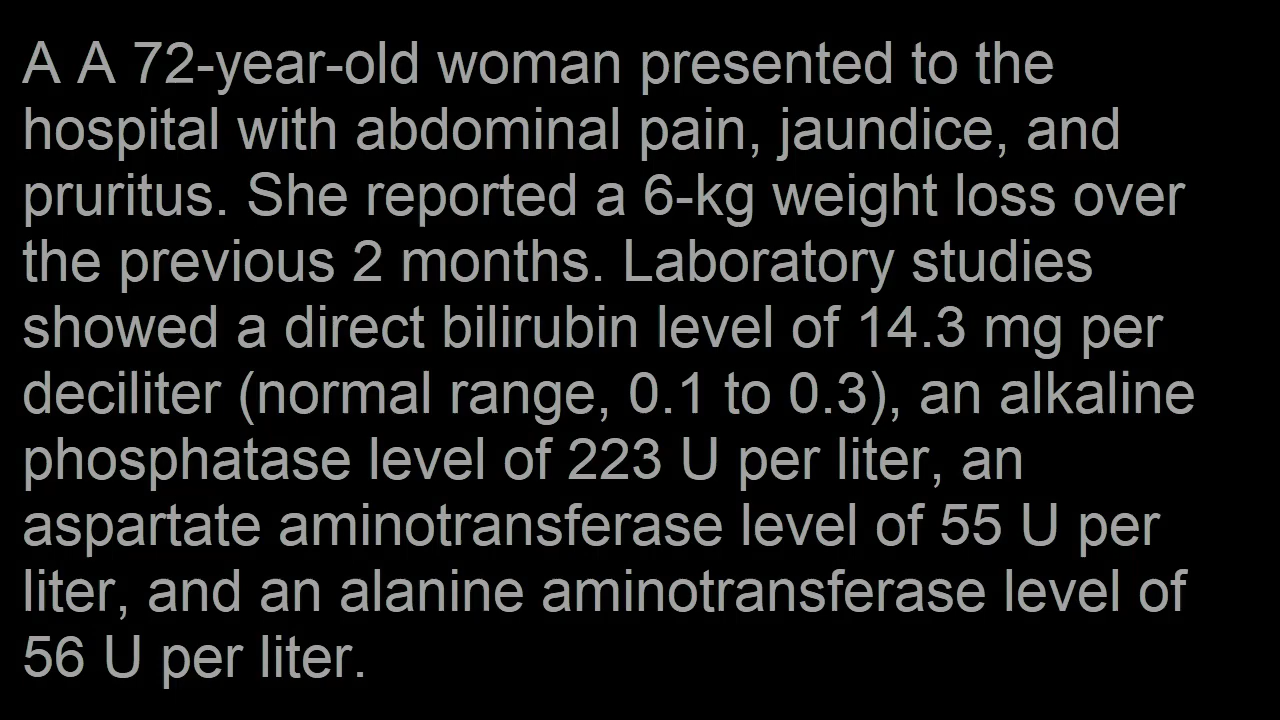 A A 72-year-old woman presented to the
hospital with abdominal pain, jaundice, and
pruritus. She reported a 6-kg weight loss over
the previous 2 months. Laboratory studies
showed a direct bilirubin level of 14.3 mg per
deciliter (normal range, 0.1 to 0.3), an alkaline
phosphatase level of 223 U per liter, an
aspartate aminotransferase level of 55 U per
liter, and an alanine aminotransferase level of
56 U per liter.